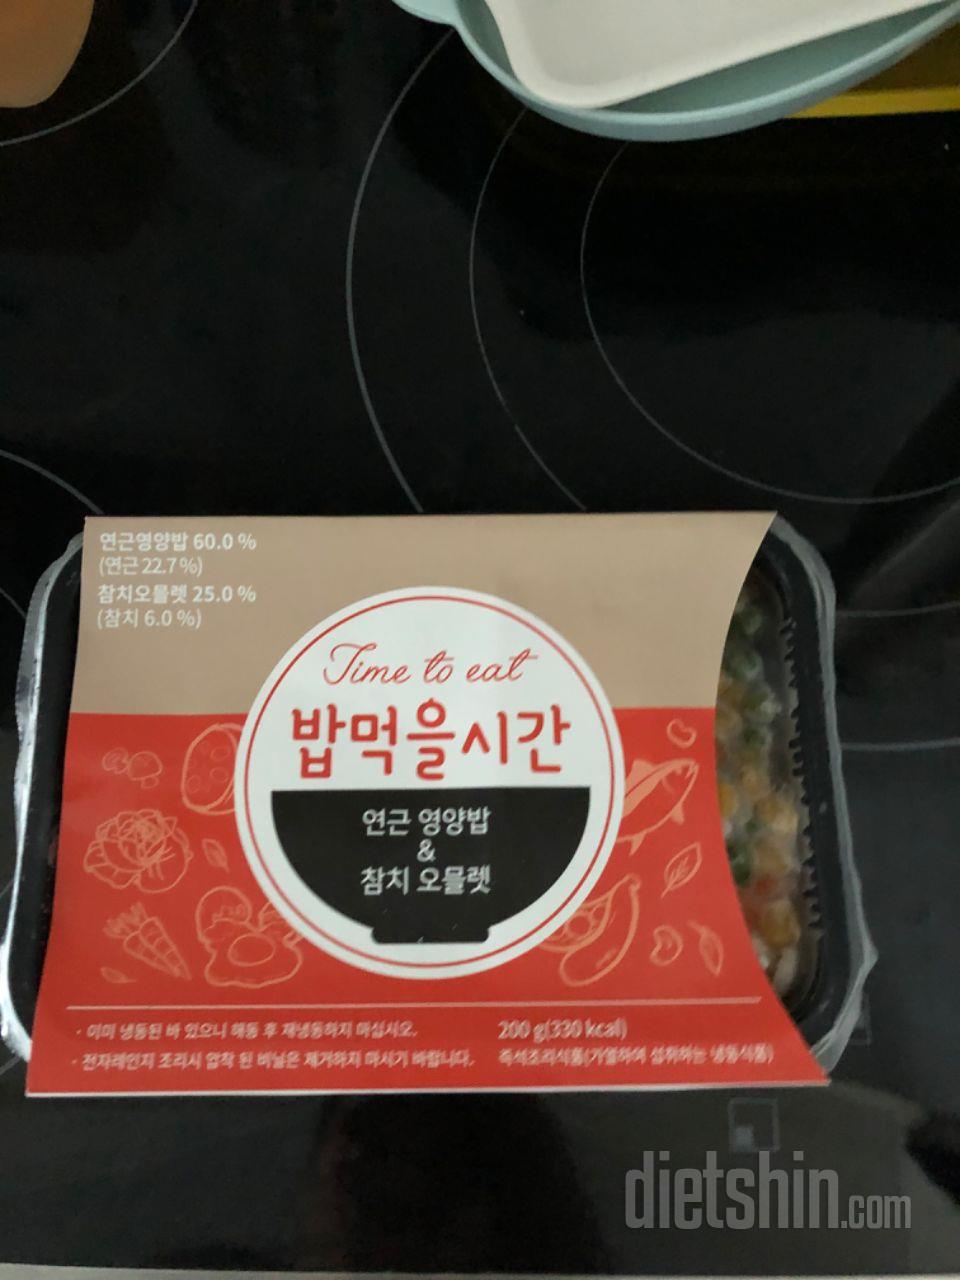 연근영양밥 60.0 %
(연근 22.7 %)
참치오믈렛 25.0 %
(참치 6.0 %)
Time to eat
밥먹을시간
연근 영양밥
&
참치 오믈렛
· 이미 냉동된 바 있으니 해동 후 재냉동하지 마십시오.
200 g(330 kcal)
· 전자레인지 조리시 압착 된 비닐은 제거하지 마시기 바랍니다.
즉석조리식품(가열하여 섭취하는 냉동식품)
dietshin.com